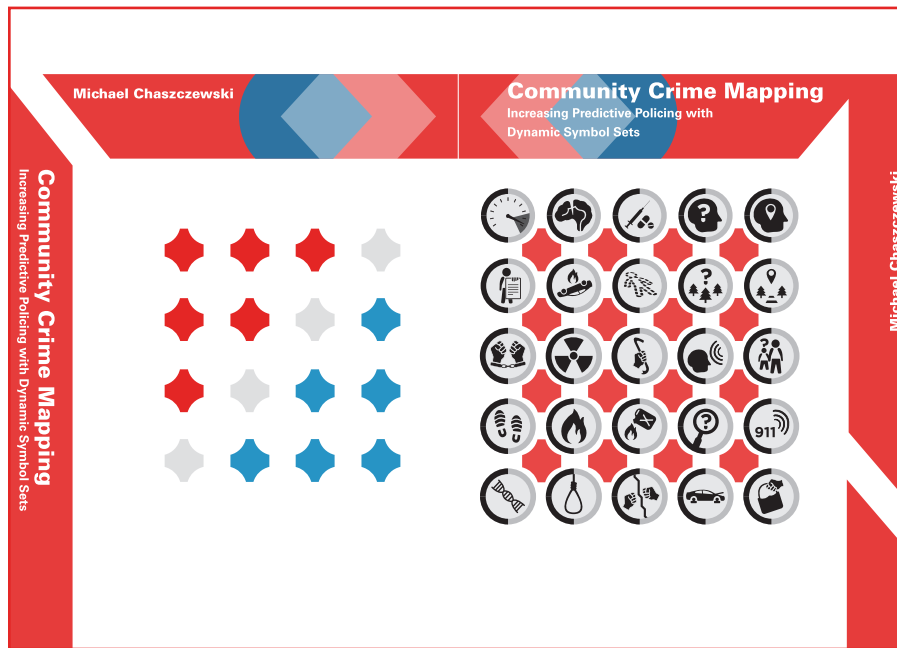 Michael Chaszczewski
Community Crime Mapping
Increasing Predictive Policing with
Dynamic Symbol Sets
Community Crime Mapping
Increasing Predictive Policing with Dynamic Symbol Sets
?
?
?
?
911
Michael Chaszczewski